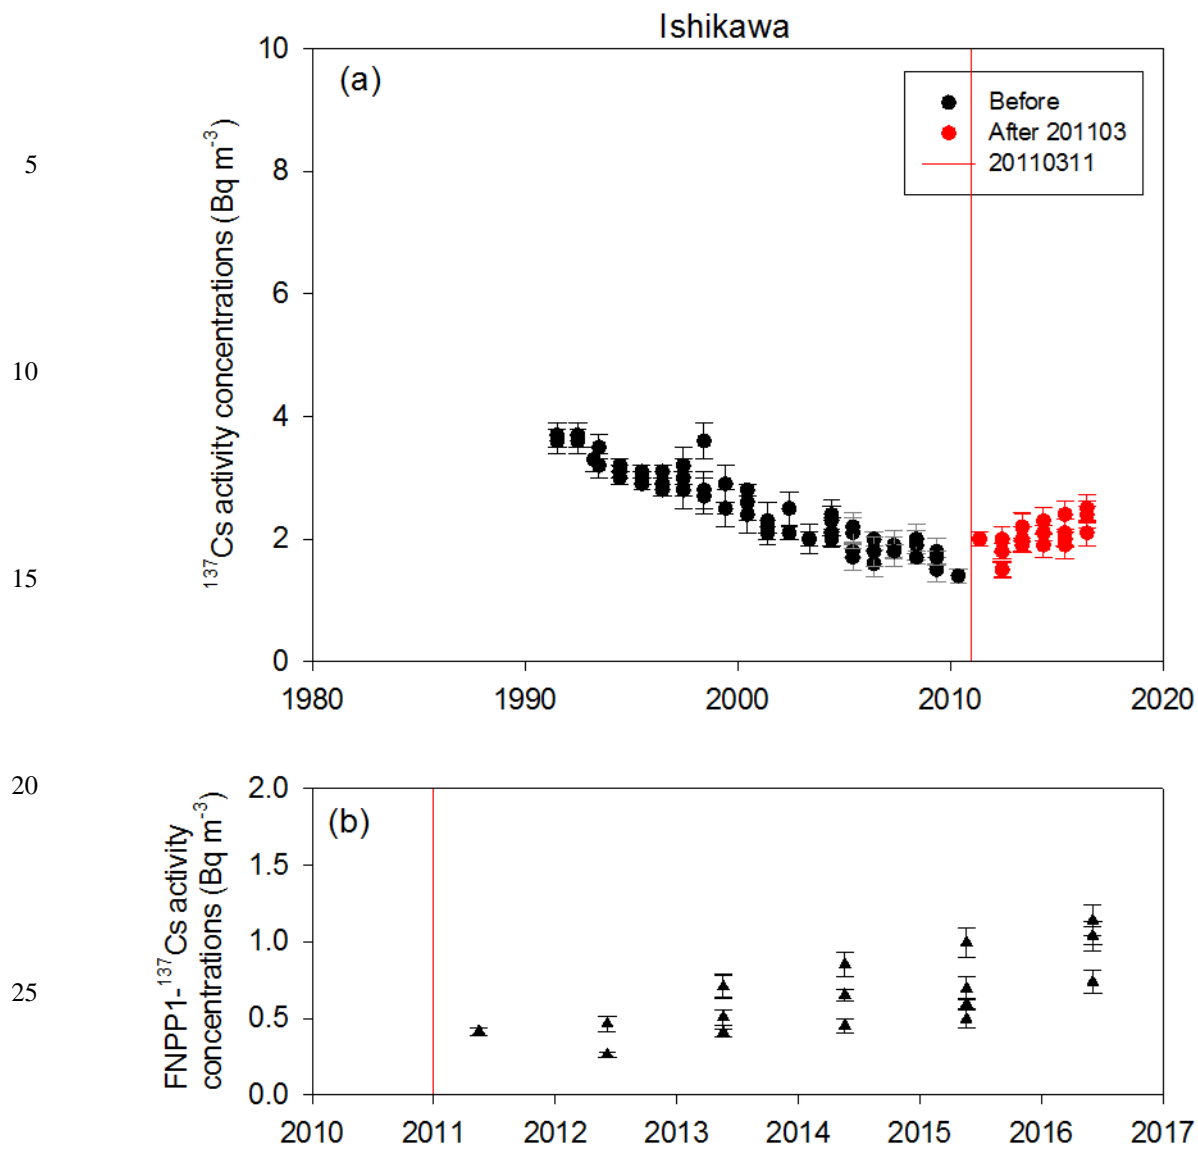 Ishikawa
(a)
Before
After 201103
20110311
137Cs activity concentrations (Bq m-3)
10
8
6
4
2
0
1980 1990 2000 2010 2020
5
10
15
20
25
(b)
FNPP1-137Cs activity
concentrations (Bq m-3)
2.0
1.5
1.0
0.5
0.0
2010 2011 2012 2013 2014 2015 2016 2017